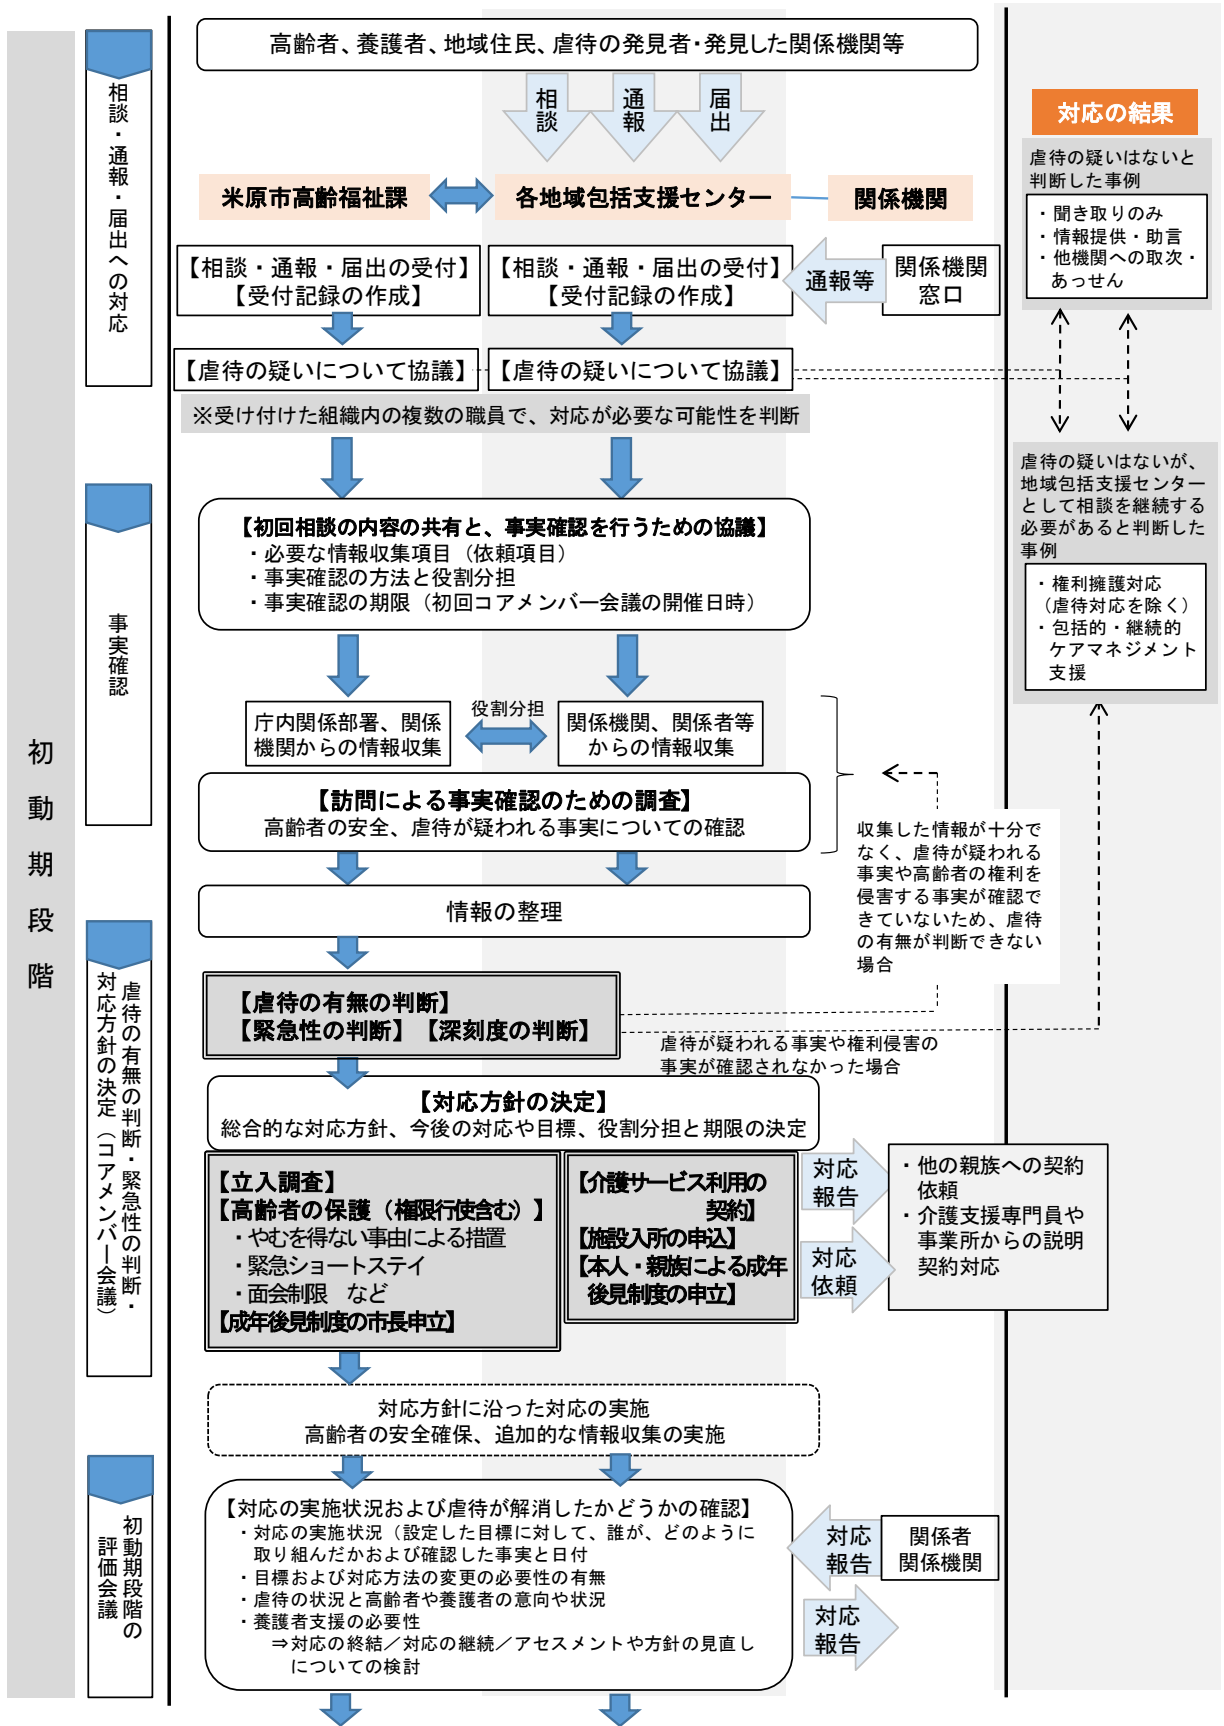 高齢者、養護者、地域住民、虐待の発見者・発見した関係機関等
相談
通報
届出
相談・通報・届出への対応
対応の結果
虐待の疑いはないと
判断した事例
・聞き取りのみ
・情報提供・助言
・他機関への取次・
あっせん
米原市高齢福祉課
各地域包括支援センター
関係機関
【相談・通報・届出の受付】
【受付記録の作成】
【相談・通報・届出の受付】
【受付記録の作成】
通報等
関係機関
窓口
【虐待の疑いについて協議】
【虐待の疑いについて協議】
※受け付けた組織内の複数の職員で、対応が必要な可能性を判断
虐待の疑いはないが、
地域包括支援センター
として相談を継続する
必要があると判断した
事例
・権利擁護対応
（虐待対応を除く）
・包括的・継続的
ケアマネジメント
支援
初動期段階
事実確認
【初回相談の内容の共有と、事実確認を行うための協議】
・必要な情報収集項目（依頼項目）
・事実確認の方法と役割分担
・事実確認の期限（初回コアメンバー会議の開催日時）
庁内関係部署、関係
機関からの情報収集
役割分担
関係機関、関係者等
からの情報収集
【訪問による事実確認のための調査】
高齢者の安全、虐待が疑われる事実についての確認
収集した情報が十分で
なく、虐待が疑われる
事実や高齢者の権利を
侵害する事実が確認で
きていないため、虐待
の有無が判断できない
場合
情報の整理
虐待の有無の判断・緊急性の判断・
対応方針の決定（コアメンバー会議）
【虐待の有無の判断】
【緊急性の判断】【深刻度の判断】
虐待が疑われる事実や権利侵害の
事実が確認されなかった場合
【対応方針の決定】
総合的な対応方針、今後の対応や目標、役割分担と期限の決定
【立入調査】
【高齢者の保護（権限行使含む）】
・やむを得ない事由による措置
・緊急ショートステイ
・面会制限　など
【成年後見制度の市長申立】
【介護サービス利用の
契約】
【施設入所の申込】
【本人・親族による成年
後見制度の申立】
対応
報告
対応
依頼
・他の親族への契約
依頼
・介護支援専門員や
事業所からの説明
契約対応
対応方針に沿った対応の実施
高齢者の安全確保、追加的な情報収集の実施
初動期段階の
評価会議
【対応の実施状況および虐待が解消したかどうかの確認】
・対応の実施状況（設定した目標に対して、誰が、どのように
取り組んだかおよび確認した事実と日付
・目標および対応方法の変更の必要性の有無
・虐待の状況と高齢者や養護者の意向や状況
・養護者支援の必要性
⇒対応の終結／対応の継続／アセスメントや方針の見直し
についての検討
対応
報告
関係者
関係機関
対応
報告